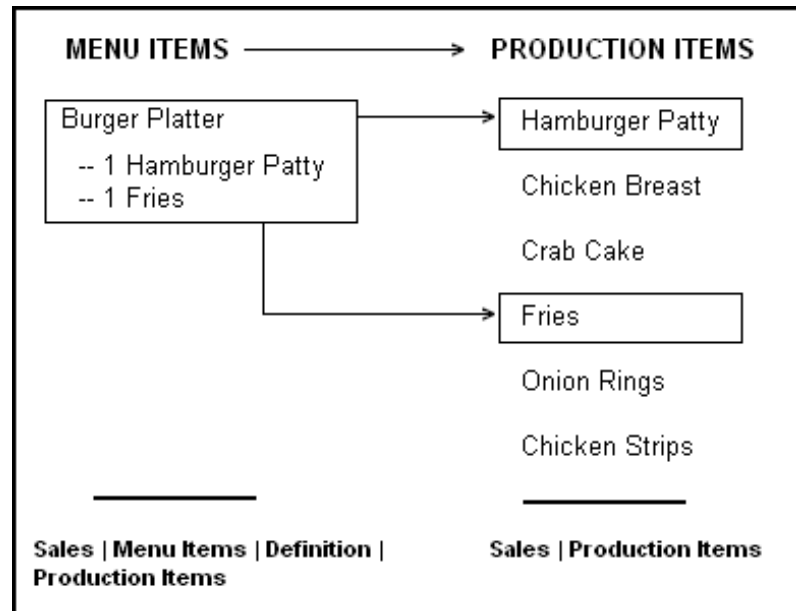 MENU ITEMS
PRODUCTION ITEMS
Burger Platter
-- 1 Hamburger Patty
-- 1 Fries
Hamburger Patty
Chicken Breast
Crab Cake
Fries
Onion Rings
Chicken Strips
Sales | Menu Items | Definition |
Production Items
Sales | Production Items